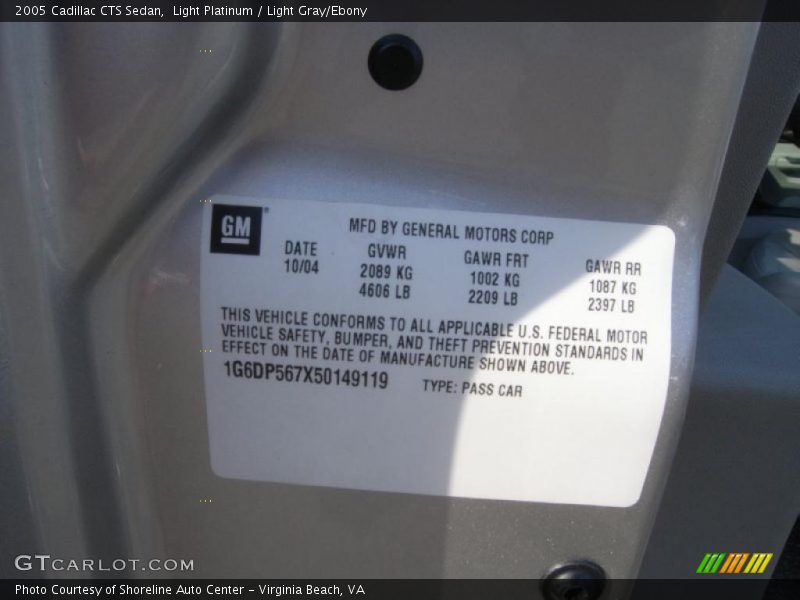 2005 Cadillac CTS Sedan,  Light Platinum / Light Gray/Ebony
GM®
MFD BY GENERAL MOTORS CORP
DATE GVWR GAWR FRT GAWR RR
10/04 2089 KG 1002 KG 1087 KG
4606 LB 2209 LB 2397 LB
THIS VEHICLE CONFORMS TO ALL APPLICABLE U.S. FEDERAL MOTOR
VEHICLE SAFETY, BUMPER, AND THEFT PREVENTION STANDARDS IN
EFFECT ON THE DATE OF MANUFACTURE SHOWN ABOVE.
1G6DP567X50149119 TYPE: PASS CAR
GTCARLOT.COM
Photo Courtesy of Shoreline Auto Center - Virginia Beach, VA